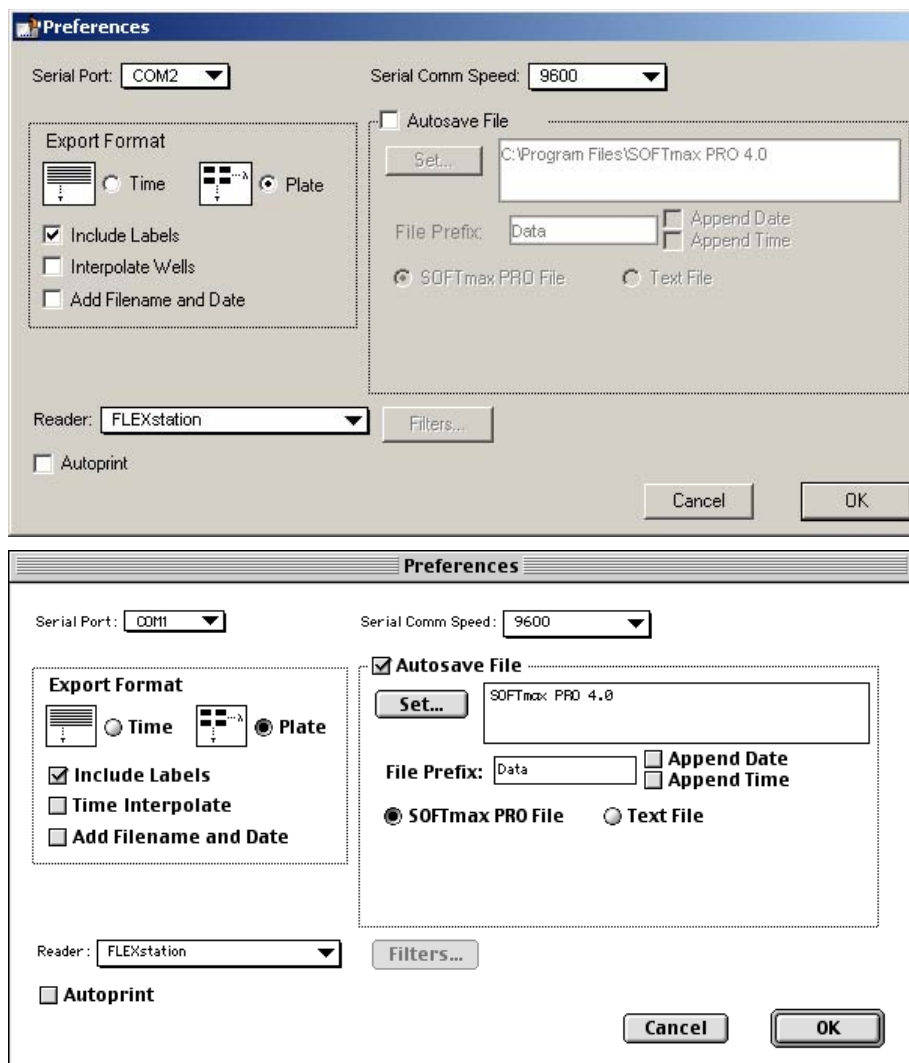 Preferences
Serial Port: COM2 Serial Comm Speed: 9600
Autosave File
Export Format
Set... C:\Program Files\SOFTmax PRO 4.0
Time Plate
File Prefix: Data Append Date
Append Time
Include Labels
Interpolate Wells
SOFTmax PRO File Text File
Add Filename and Date
Reader: FLEXstation Filters...
Autoprint
Cancel OK
Preferences
Serial Port: COM1 Serial Comm Speed: 9600
Autosave File
Export Format
Set... SOFTmax PRO 4.0
Time Plate
File Prefix: Data Append Date
Append Time
Include Labels
Time Interpolate
SOFTmax PRO File Text File
Add Filename and Date
Reader: FLEXstation Filters...
Autoprint
Cancel OK